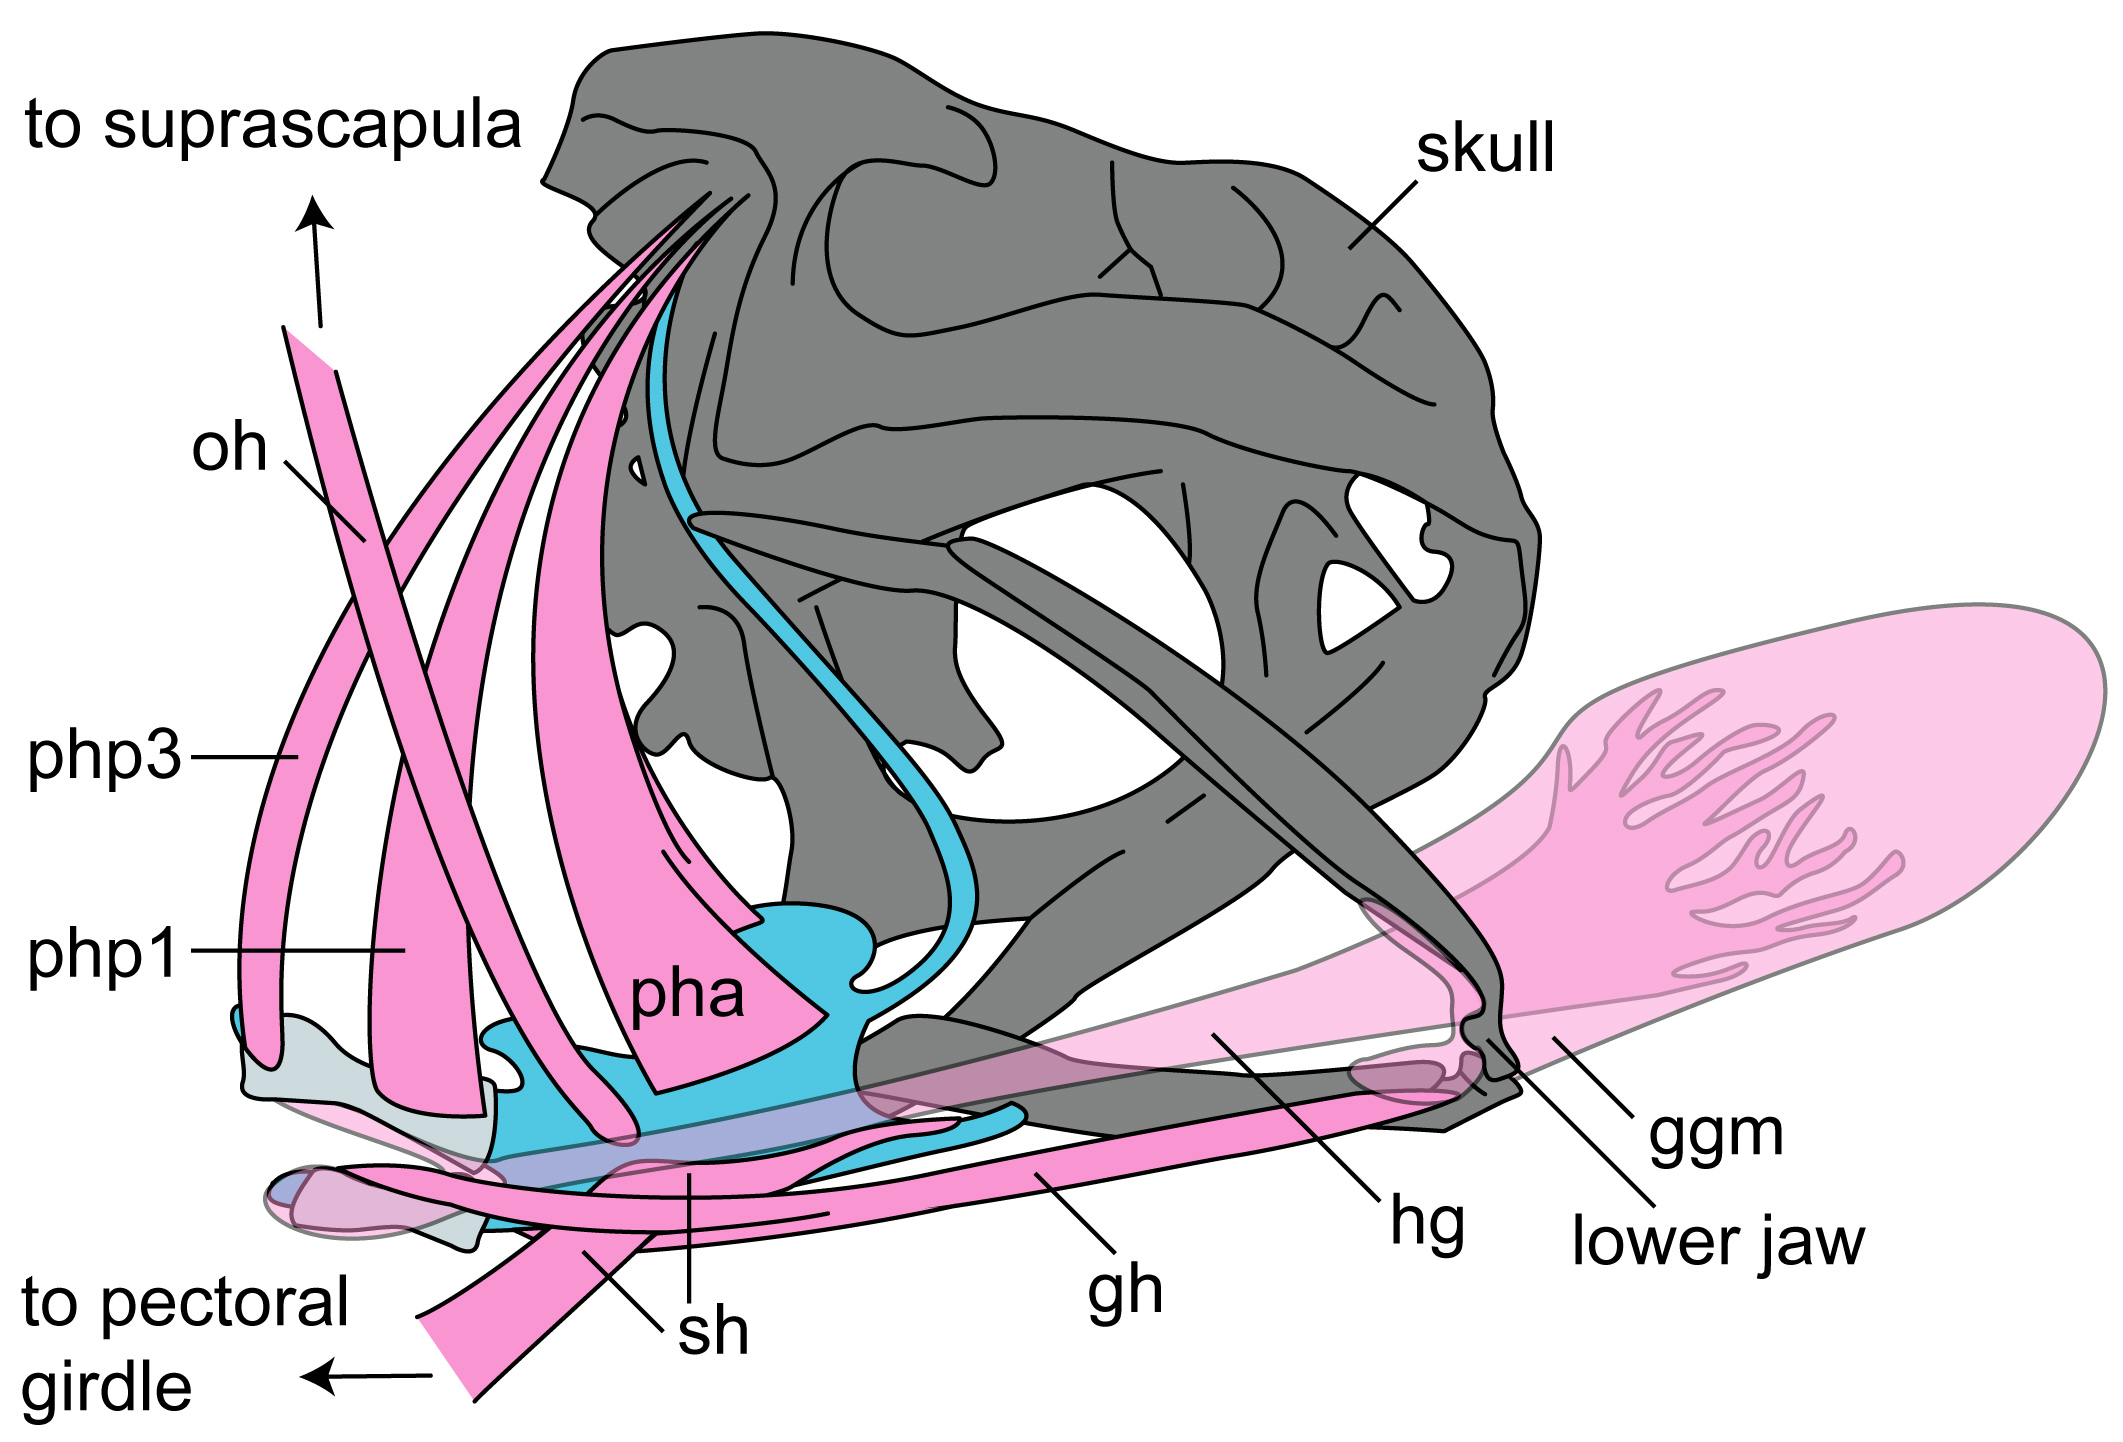 to suprascapula
skull
oh
php3
php1
pha
ggm
hg
lower jaw
gh
to pectoral
girdle
sh